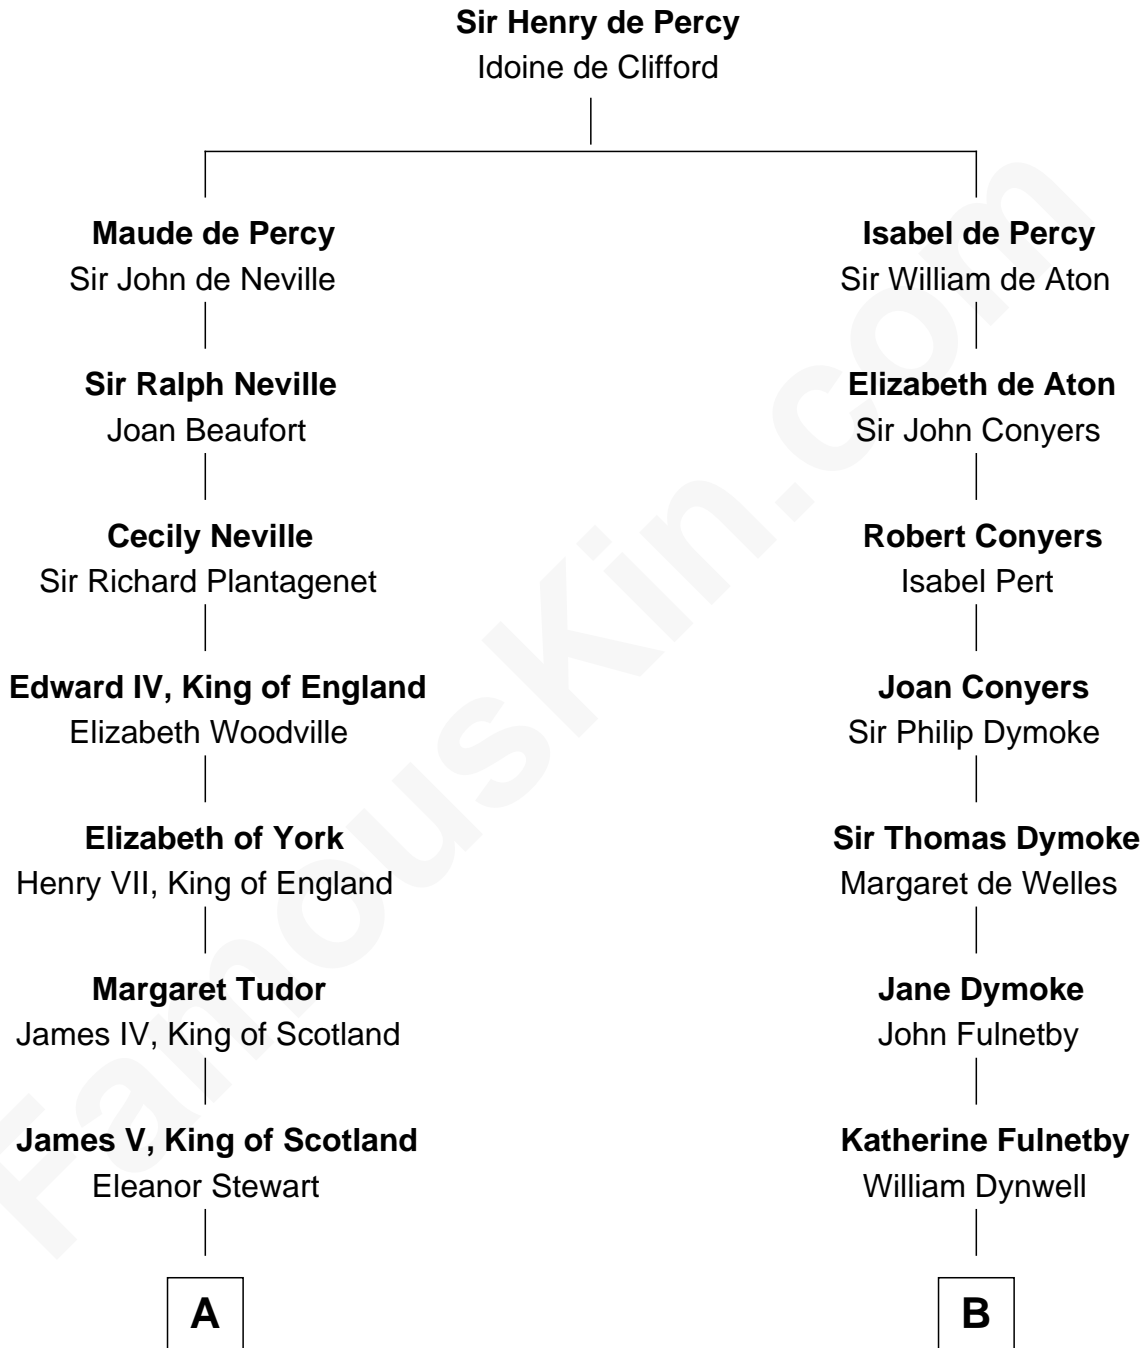 Sir Henry de Percy
Idoine de Clifford
Maude de Percy
Sir John de Neville
Isabel de Percy
Sir William de Aton
Sir Ralph Neville
Joan Beaufort
Elizabeth de Aton
Sir John Conyers
Cecily Neville
Sir Richard Plantagenet
Robert Conyers
Isabel Pert
Edward IV, King of England
Elizabeth Woodville
Joan Conyers
Sir Philip Dymoke
Elizabeth of York
Henry VII, King of England
Sir Thomas Dymoke
Margaret de Welles
Margaret Tudor
James IV, King of Scotland
Jane Dymoke
John Fulnetby
James V, King of Scotland
Eleanor Stewart
Katherine Fulnetby
William Dynwell
A
B
FamousKin.com